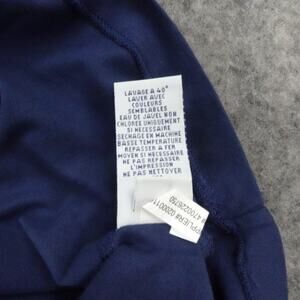 LAVAGE A 40°
LAVER AVEC
COULEURS
SEMBLABLES
EAU DE JAVEL NON
CHLOREE UNIQUEMENT
SI NECESSAIRE
SECHAGE EN MACHINE
BASSE TEMPERATURE
REPASSER A FER
MOYEN SI NECESSAIRE
NE PAS REPASSER
L'IMPRESSION
NE PAS NETTOYER